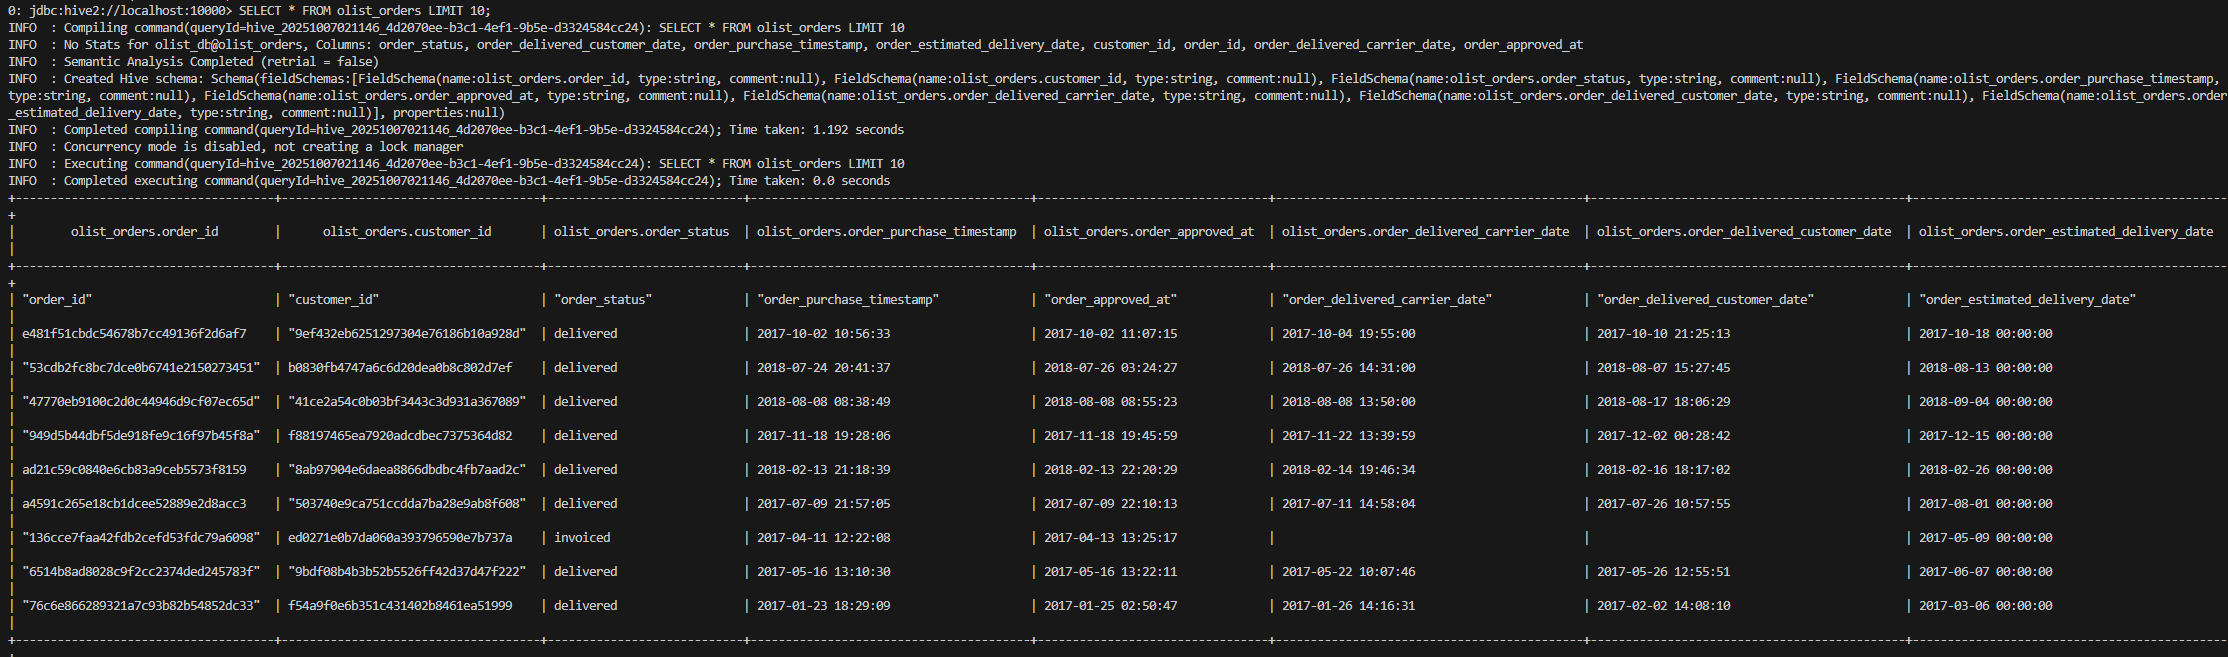 0: jdbc:hive2://localhost:10000> SELECT * FROM olist_orders LIMIT 10;
INFO  : Compiling command(queryId=hive_20251007021146_4d2070ee-b3c1-4ef1-9b5e-d3324584cc24): SELECT * FROM olist_orders LIMIT 10
INFO  : No Stats for olist_db@olist_orders, Columns: order_status, order_delivered_customer_date, order_purchase_timestamp, order_estimated_delivery_date, customer_id, order_id, order_delivered_carrier_date, order_approved_at
INFO  : Semantic Analysis Completed (retrial = false)
INFO  : Created Hive schema: Schema(fieldSchemas:[FieldSchema(name:olist_orders.order_id, type:string, comment:null), FieldSchema(name:olist_orders.customer_id, type:string, comment:null), FieldSchema(name:olist_orders.order_status, type:string, comment:null), FieldSchema(name:olist_orders.order_purchase_timestamp,
type:string, comment:null), FieldSchema(name:olist_orders.order_approved_at, type:string, comment:null), FieldSchema(name:olist_orders.order_delivered_carrier_date, type:string, comment:null), FieldSchema(name:olist_orders.order_delivered_customer_date, type:string, comment:null), FieldSchema(name:olist_orders.order
_estimated_delivery_date, type:string, comment:null)], properties:null)
INFO  : Completed compiling command(queryId=hive_20251007021146_4d2070ee-b3c1-4ef1-9b5e-d3324584cc24); Time taken: 1.192 seconds
INFO  : Concurrency mode is disabled, not creating a lock manager
INFO  : Executing command(queryId=hive_20251007021146_4d2070ee-b3c1-4ef1-9b5e-d3324584cc24): SELECT * FROM olist_orders LIMIT 10
INFO  : Completed executing command(queryId=hive_20251007021146_4d2070ee-b3c1-4ef1-9b5e-d3324584cc24); Time taken: 0.0 seconds
| olist_orders.order_id | olist_orders.customer_id | olist_orders.order_status | olist_orders.order_purchase_timestamp | olist_orders.order_approved_at | olist_orders.order_delivered_carrier_date | olist_orders.order_delivered_customer_date | olist_orders.order_estimated_delivery_date
| "order_id" | "customer_id" | "order_status" | "order_purchase_timestamp" | "order_approved_at" | "order_delivered_carrier_date" | "order_delivered_customer_date" | "order_estimated_delivery_date"
| e481f51cbdc54678b7cc49136f2d6af7 | "9ef432eb6251297304e76186b10a928d" | delivered | 2017-10-02 10:56:33 | 2017-10-02 11:07:15 | 2017-10-04 19:55:00 | 2017-10-10 21:25:13 | 2017-10-18 00:00:00
| "53cdb2fc8bc7dce0b6741e2150273451" | b0830fb4747a6c6d20dea0b8c802d7ef | delivered | 2018-07-24 20:41:37 | 2018-07-26 03:24:27 | 2018-07-26 14:31:00 | 2018-08-07 15:27:45 | 2018-08-13 00:00:00
| "47770eb9100c2d0c44946d9cf07ec65d" | "41ce2a54c0b03bf3443c3d931a367089" | delivered | 2018-08-08 08:38:49 | 2018-08-08 08:55:23 | 2018-08-08 13:50:00 | 2018-08-17 18:06:29 | 2018-09-04 00:00:00
| "949d5b44dbf5de918fe9c16f97b45f8a" | f88197465ea7920adcdbec7375364d82 | delivered | 2017-11-18 19:28:06 | 2017-11-18 19:45:59 | 2017-11-22 13:39:59 | 2017-12-02 00:28:42 | 2017-12-15 00:00:00
| ad21c59c0840e6cb83a9ceb5573f8159 | "8ab97904e6daea8866dbdbc4fb7aad2c" | delivered | 2018-02-13 21:18:39 | 2018-02-13 22:20:29 | 2018-02-14 19:46:34 | 2018-02-16 18:17:02 | 2018-02-26 00:00:00
| a4591c265e18cb1dcee52889e2d8acc3 | "503740e9ca751ccdda7ba28e9ab8f608" | delivered | 2017-07-09 21:57:05 | 2017-07-09 22:10:13 | 2017-07-11 14:58:04 | 2017-07-26 10:57:55 | 2017-08-01 00:00:00
| "136cce7faa42fdb2cefd53fdc79a6098" | ed0271e0b7da060a393796590e7b737a | invoiced | 2017-04-11 12:22:08 | 2017-04-13 13:25:17 | | | 2017-05-09 00:00:00
| "6514b8ad8028c9f2cc2374ded245783f" | "9bdf08b4b3b52b5526ff42d37d47f222" | delivered | 2017-05-16 13:10:30 | 2017-05-16 13:22:11 | 2017-05-22 10:07:46 | 2017-05-26 12:55:51 | 2017-06-07 00:00:00
| "76c6e866289321a7c93b82b54852dc33" | f54a9f0e6b351c431402b8461ea51999 | delivered | 2017-01-23 18:29:09 | 2017-01-25 02:50:47 | 2017-01-26 14:16:31 | 2017-02-02 14:08:10 | 2017-03-06 00:00:00